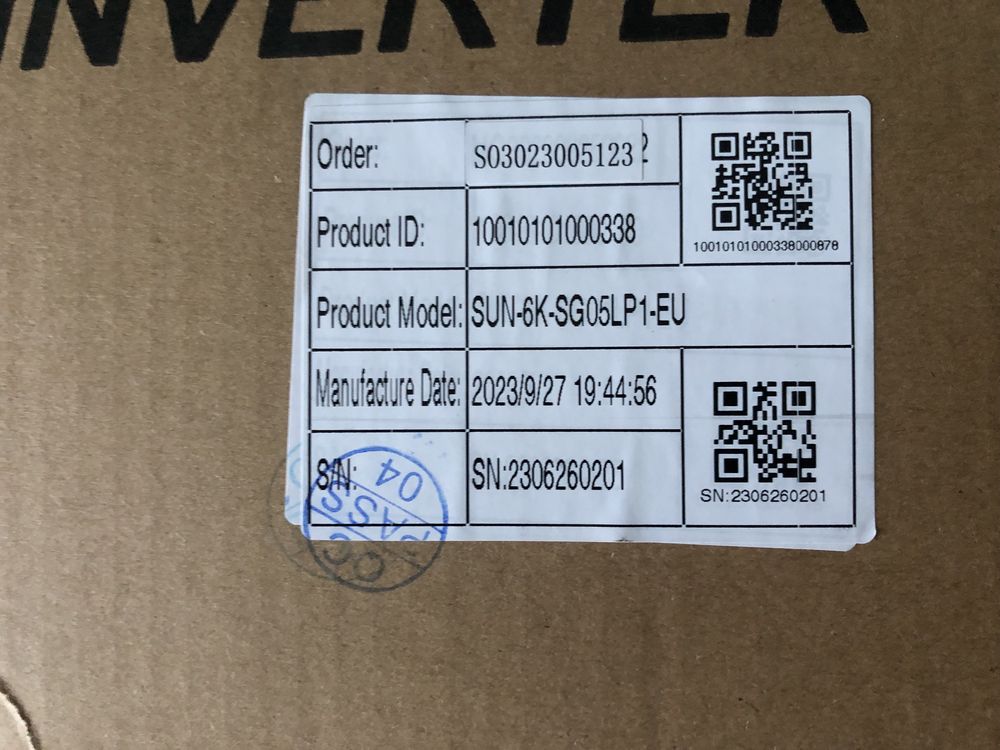 INVERTER
Order: SO3023005123
Product ID: 10010101000338
10010101000338000878
Product Model: SUN-6K-SG05LP1-EU
Manufacture Date: 2023/9/27 19:44:56
S/N: SN:2306260201
SN:2306260201
QC
PASS
04